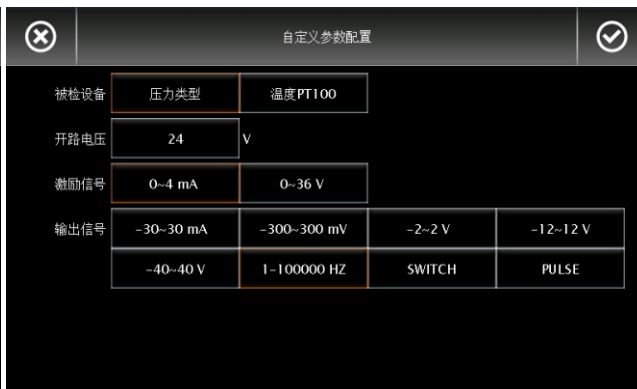 自定义参数配置
被检设备 压力类型 温度PT100
开路电压 24 V
激励信号 0~4 mA 0~36 V
输出信号 -30~30 mA -300~300 mV -2~2 V -12~12 V
-40~40 V 1-100000 HZ SWITCH PULSE